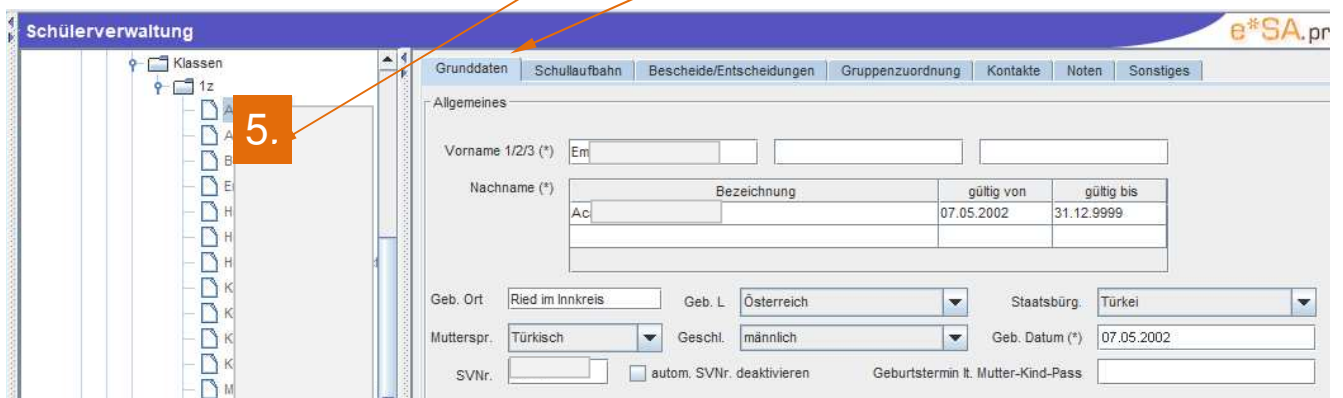 Schülerverwaltung
e*SA.pr
Klassen
1z
A
A
B
E
H
H
H
K
K
K
K
M
5.
Grunddaten Schullaufbahn Bescheide/Entscheidungen Gruppenzuordnung Kontakte Noten Sonstiges
Allgemeines
Vorname 1/2/3 (*) Em
Nachname (*) Bezeichnung gültig von gültig bis
Ac 07.05.2002 31.12.9999
Geb. Ort Ried im Innkreis Geb. L Österreich Staatsbürg. Türkei
Mutterspr. Türkisch Geschl. männlich Geb. Datum (*) 07.05.2002
SVNr. autom. SVNr. deaktivieren Geburtstermin lt. Mutter-Kind-Pass